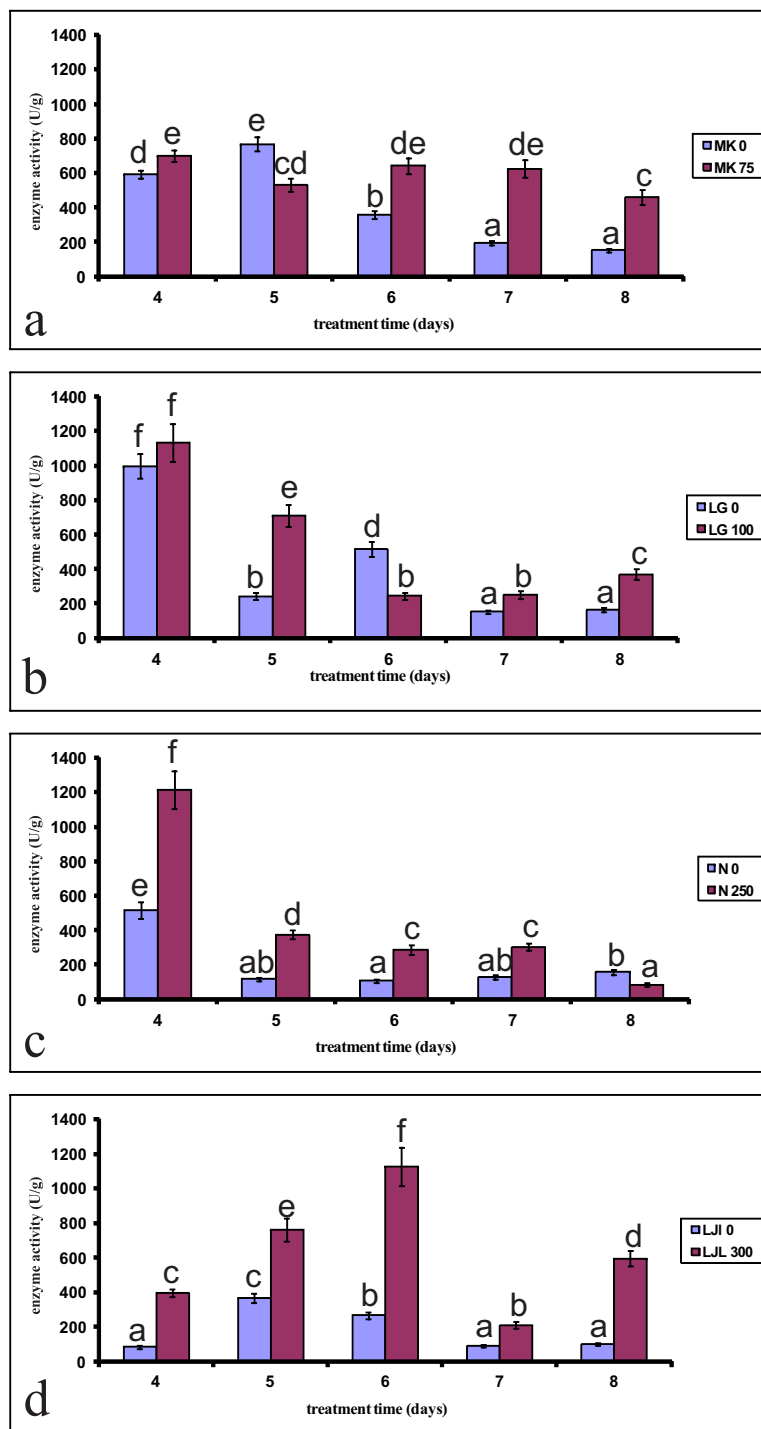 1400
1200
1000
800
600
400
200
0
enzyme activity (U/g)
d e e cd b de a de a c
4 5 6 7 8
treatment time (days)
MK 0
MK 75
a
1400
1200
1000
800
600
400
200
0
enzyme activity (U/g)
f f b e d b a b a c
4 5 6 7 8
treatment time (days)
LG 0
LG 100
b
1400
1200
1000
800
600
400
200
0
enzyme activity (U/g)
e f ab d a c ab c b a
4 5 6 7 8
treatment time (days)
N 0
N 250
c
1400
1200
1000
800
600
400
200
0
enzyme activity (U/g)
a c c e b f a b a d
4 5 6 7 8
treatment time (days)
LJI 0
LJL 300
d